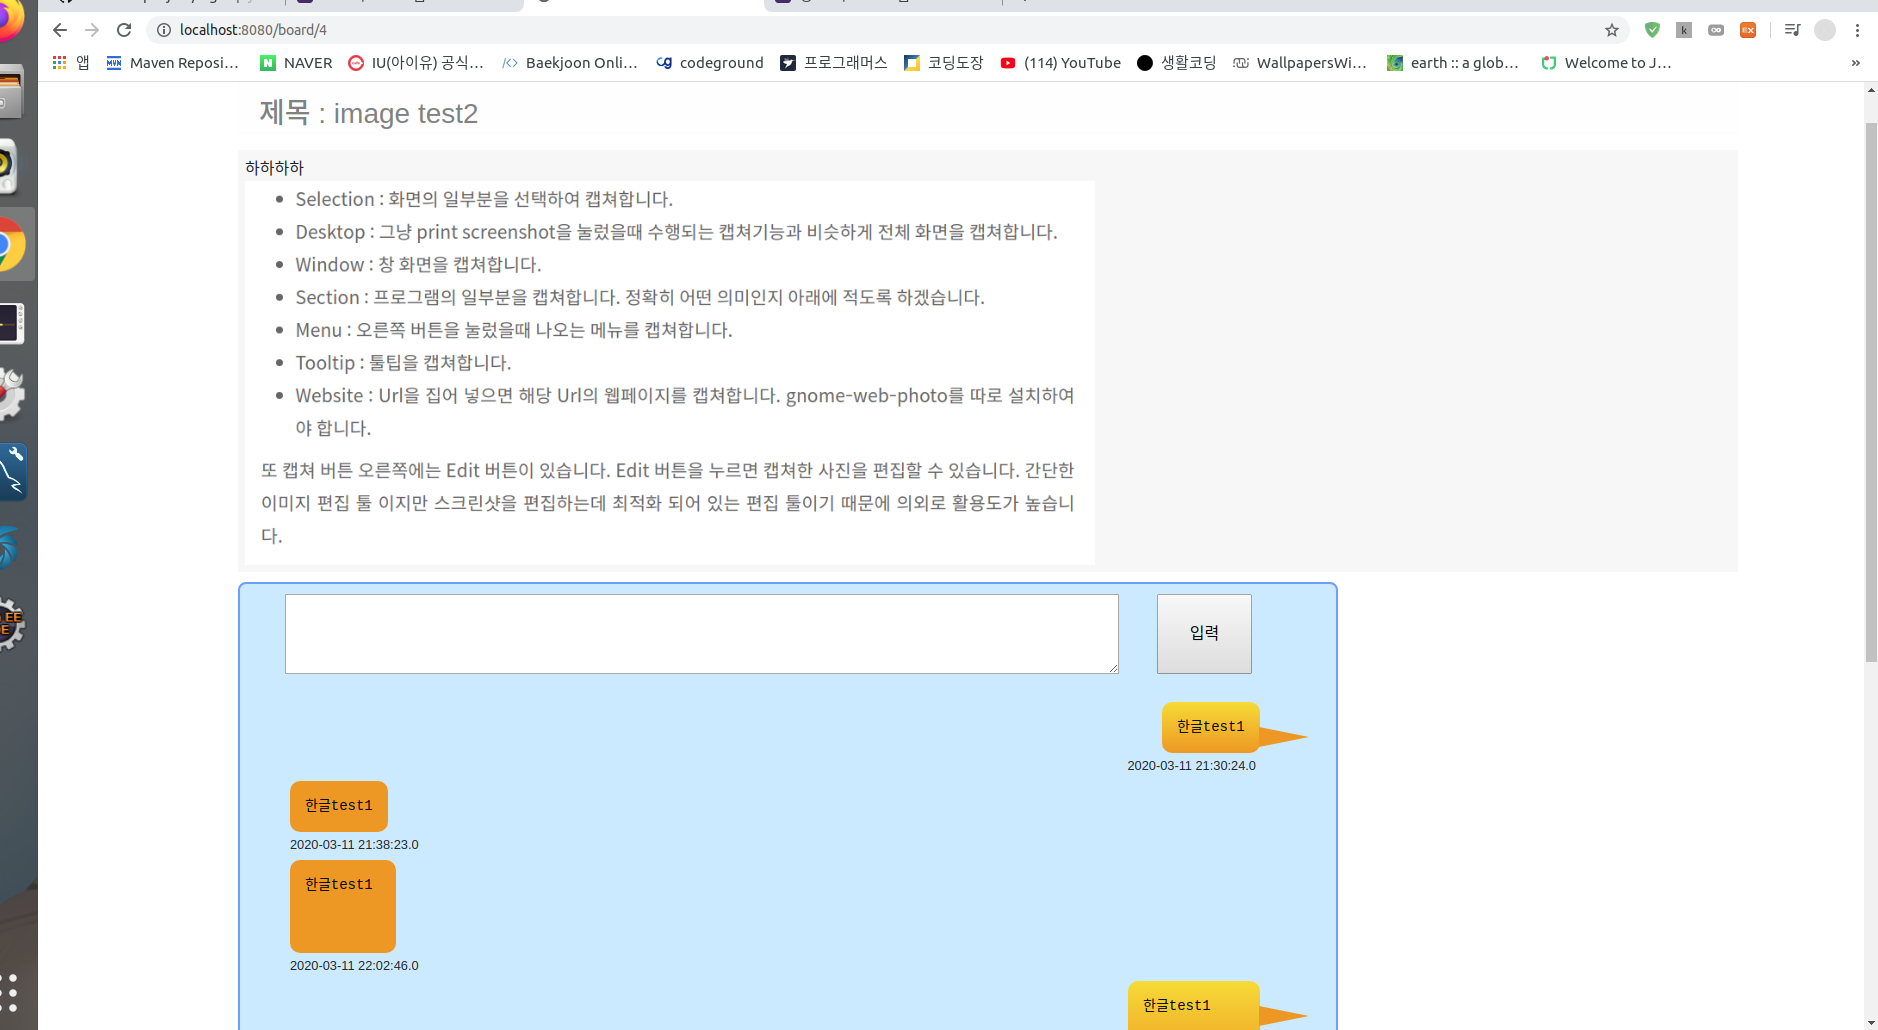 localhost:8080/board/4
앱
Maven Reposi...
NAVER
IU(아이유) 공식...
Baekjoon Onli...
codeground
프로그래머스
코딩도장
(114) YouTube
생활코딩
WallpapersWi...
earth :: a glob...
Welcome to J...
»
제목 : image test2
하하하하
• Selection : 화면의 일부분을 선택하여 캡쳐합니다.
• Desktop : 그냥 print screenshot을 눌렀을때 수행되는 캡쳐기능과 비슷하게 전체 화면을 캡쳐합니다.
• Window : 창 화면을 캡쳐합니다.
• Section : 프로그램의 일부분을 캡쳐합니다. 정확히 어떤 의미인지 아래에 적도록 하겠습니다.
• Menu : 오른쪽 버튼을 눌렀을때 나오는 메뉴를 캡쳐합니다.
• Tooltip : 툴팁을 캡쳐합니다.
• Website : Url을 집어 넣으면 해당 Url의 웹페이지를 캡쳐합니다. gnome-web-photo를 따로 설치하여
야 합니다.
또 캡쳐 버튼 오른쪽에는 Edit 버튼이 있습니다. Edit 버튼을 누르면 캡쳐한 사진을 편집할 수 있습니다. 간단한
이미지 편집 툴 이지만 스크린샷을 편집하는데 최적화 되어 있는 편집 툴이기 때문에 의외로 활용도가 높습니
다.
입력
한글test1
2020-03-11 21:30:24.0
한글test1
2020-03-11 21:38:23.0
한글test1
2020-03-11 22:02:46.0
한글test1